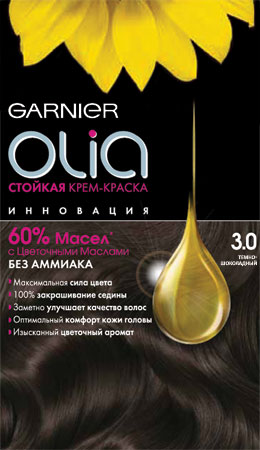 GARNIER
OLIA
СТОЙКАЯ КРЕМ-КРАСКА
ИННОВАЦИЯ
60% Масел*
с Цветочными Маслами
БЕЗ АММИАКА
3.0
ТЕМНО-
ШОКОЛАДНЫЙ
• Максимальная сила цвета
• 100% закрашивание седины
• Заметно улучшает качество волос
• Оптимальный комфорт кожи головы
• Изысканный цветочный аромат